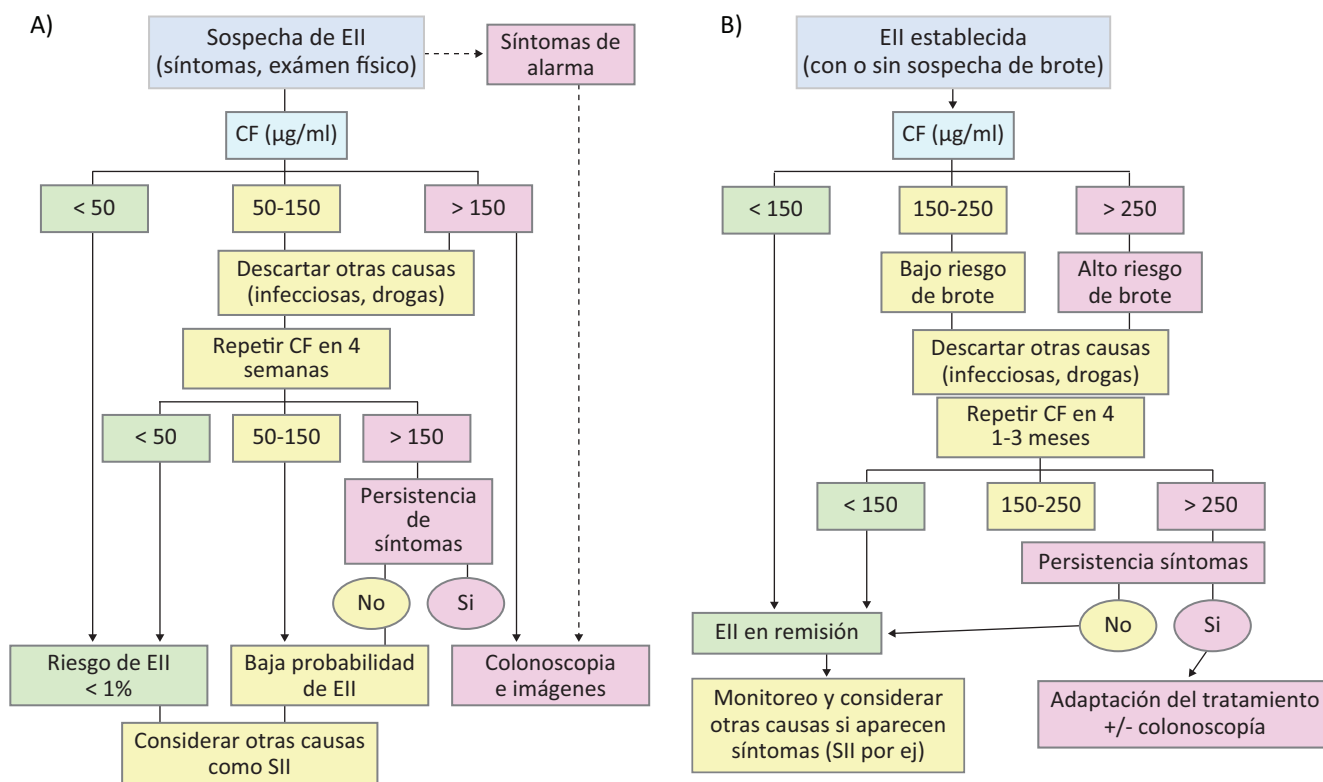 A)
Sospecha de EII
(síntomas, exámen físico)
Síntomas de
alarma
CF (µg/ml)
< 50
50-150
> 150
Descartar otras causas
(infecciosas, drogas)
Repetir CF en 4
semanas
< 50
50-150
> 150
Persistencia
de
síntomas
No
Si
Riesgo de EII
< 1%
Baja probabilidad
de EII
Colonoscopia
e imágenes
Considerar otras causas
como SII
B)
EII establecida
(con o sin sospecha de brote)
CF (µg/ml)
< 150
150-250
> 250
Bajo riesgo
de brote
Alto riesgo
de brote
Descartar otras causas
(infecciosas, drogas)
Repetir CF en 4
1-3 meses
< 150
150-250
> 250
Persistencia síntomas
No
Si
EII en remisión
Monitoreo y considerar
otras causas si aparecen
síntomas (SII por ej)
Adaptación del tratamiento
+/- colonoscopía